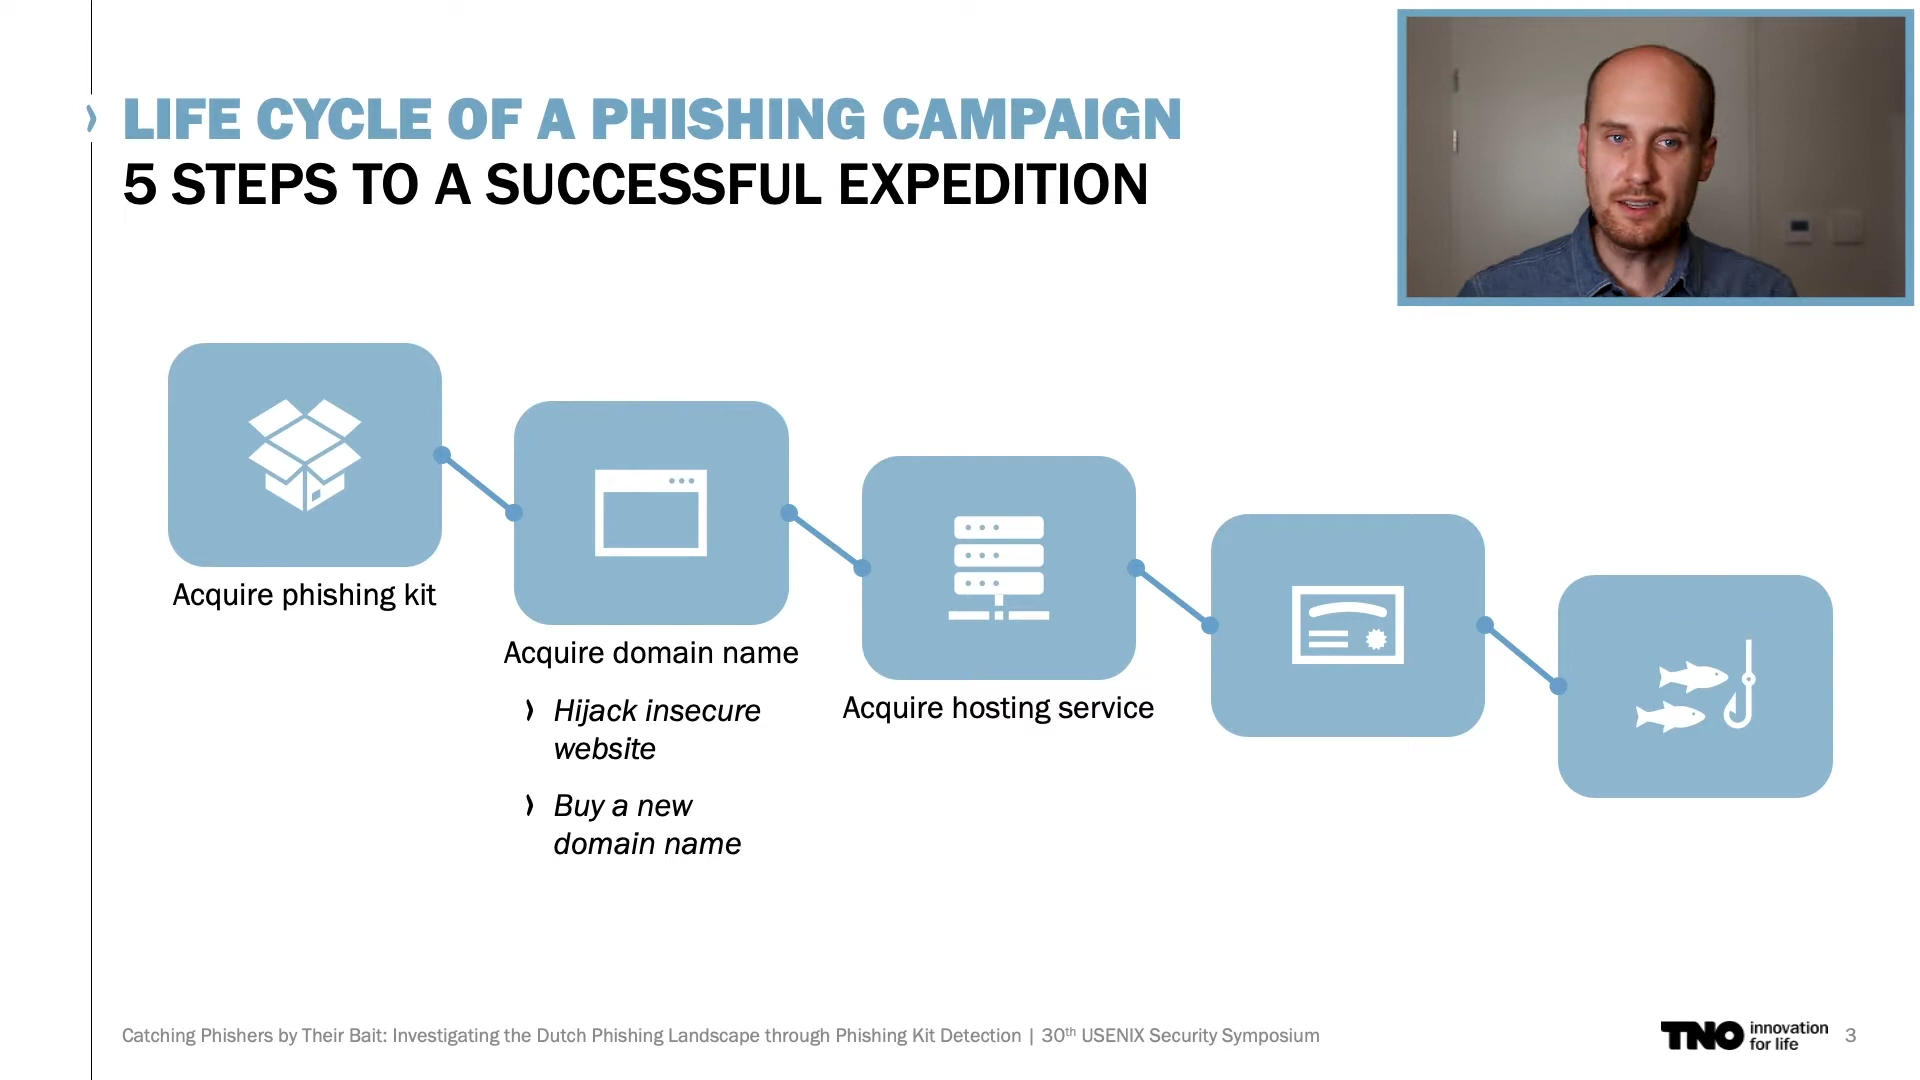 LIFE CYCLE OF A PHISHING CAMPAIGN
5 STEPS TO A SUCCESSFUL EXPEDITION
Acquire phishing kit
Acquire domain name
Hijack insecure
website
Buy a new
domain name
Acquire hosting service
Catching Phishers by Their Bait: Investigating the Dutch Phishing Landscape through Phishing Kit Detection | 30th USENIX Security Symposium
TNO innovation
for life
3